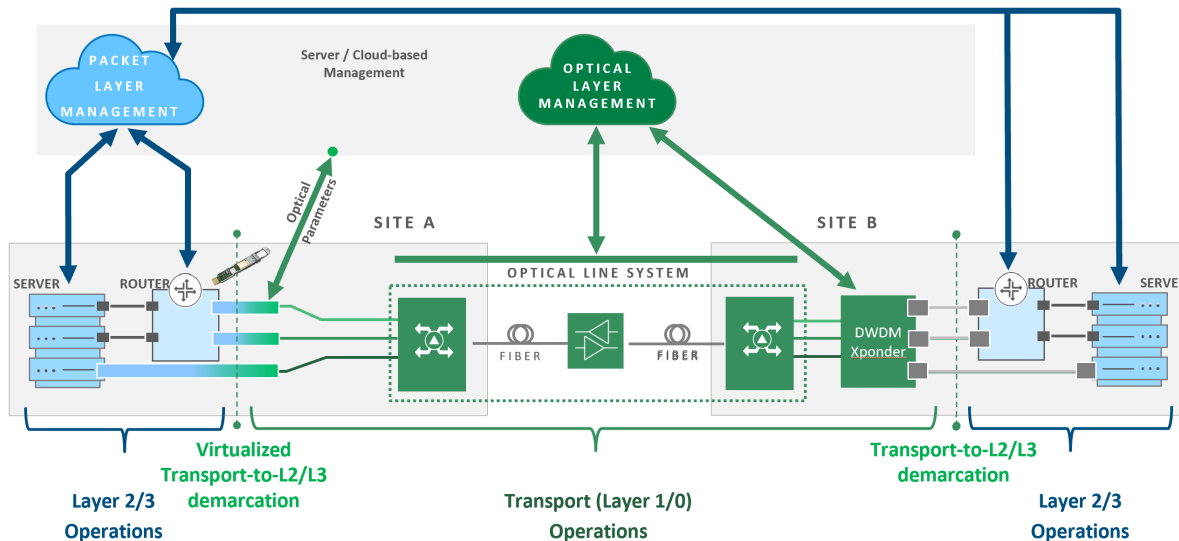 PACKET
LAYER
MANAGEMENT
Server / Cloud-based
Management
OPTICAL
LAYER
MANAGEMENT
Optical
Parameters
SITE A
SITE B
SERVER
ROUTER
OPTICAL LINE SYSTEM
ROUTER
SERVE
FIBER
FIBER
DWDM
Xponder
Virtualized
Transport-to-L2/L3
demarcation
Transport-to-L2/L3
demarcation
Layer 2/3
Operations
Transport (Layer 1/0)
Operations
Layer 2/3
Operations